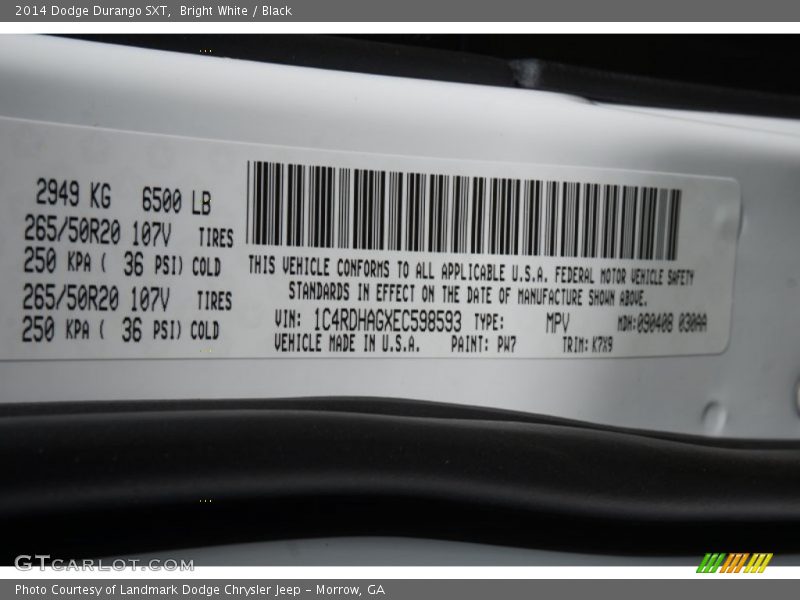 2014 Dodge Durango SXT,  Bright White / Black
2949 KG 6500 LB
265/50R20 107V TIRES
250 KPA ( 36 PSI) COLD
265/50R20 107V TIRES
250 KPA ( 36 PSI) COLD
THIS VEHICLE CONFORMS TO ALL APPLICABLE U.S.A. FEDERAL MOTOR VEHICLE SAFETY
STANDARDS IN EFFECT ON THE DATE OF MANUFACTURE SHOWN ABOVE.
VIN: 1C4RDHAGXEC598593 TYPE: MPV MDH:090408 030AA
VEHICLE MADE IN U.S.A. PAINT: PW7 TRIM: K7X9
GTCARLOT.COM
Photo Courtesy of Landmark Dodge Chrysler Jeep – Morrow, GA